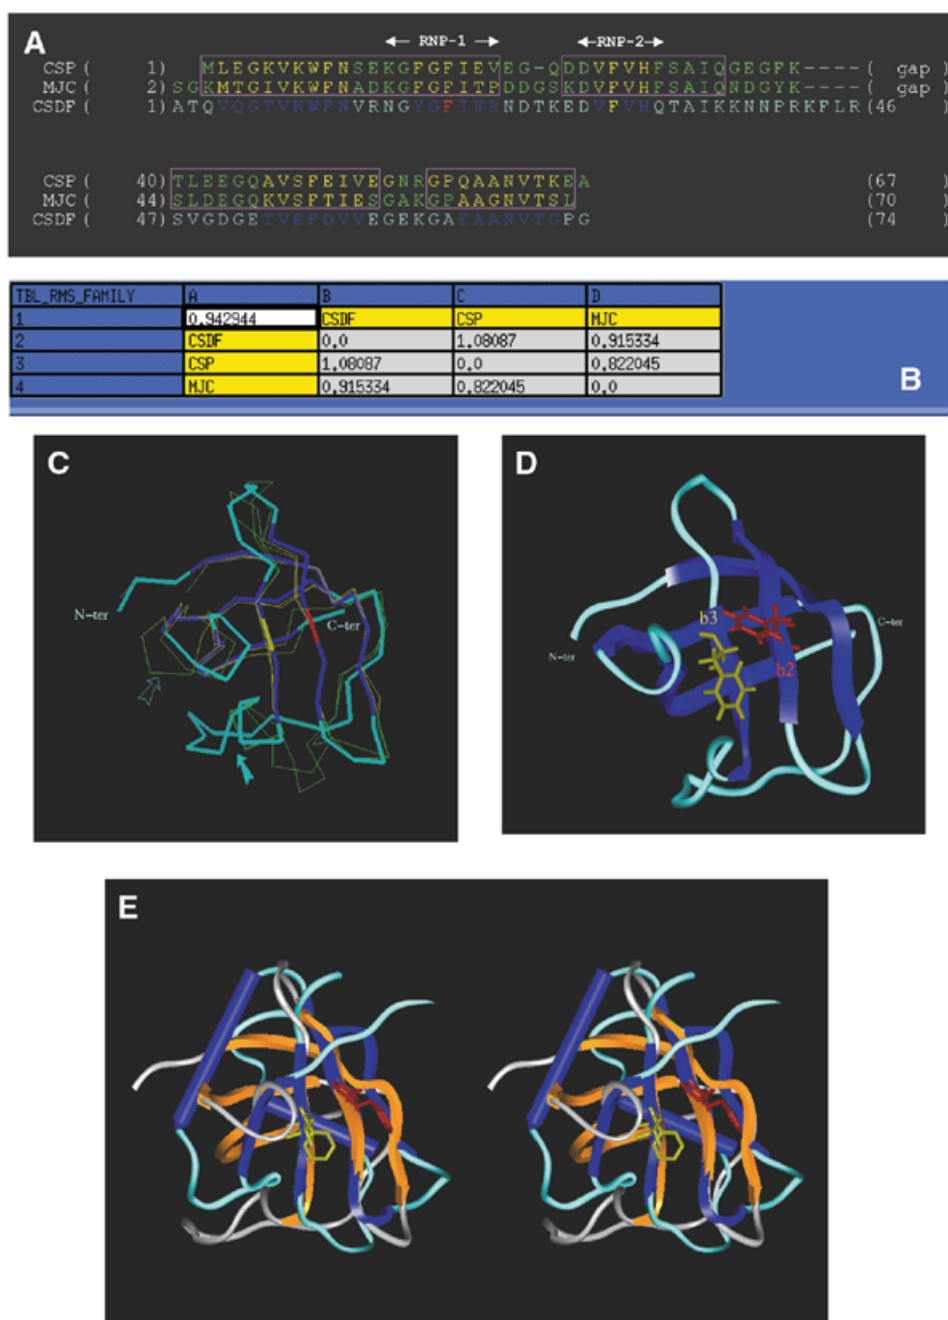 A
RNP-1 RNP-2
CSP ( 1) MLEGKVKWFNSEKGFGFIEVEG-QDDVFVHFSAIQGEGFK---- ( gap )
MJC ( 2) SGKMTGIVKWFNADKGFGFITPDDGSKDVFVHFSAIQNDGYK---- ( gap )
CSDF ( 1) ATQVQGTVKWFNVRNGYGFINRNDTKEDVFVHQTAIKKNNPRKFLR (46 )
CSP ( 40) TLEEGQAVSFEIVEGNRGPQAANVTKEA (67 )
MJC ( 44) SLDEGQKVSFTIESGAKGPAAGNVTSL (70 )
CSDF ( 47) SVGDGETVEFDVVEGEKGAEAANVTGPG (74 )
TBL_RMS_FAMILY A B C D
1 0.942944 CSDF CSP MJC
2 CSDF 0.0 1.08087 0.915334
3 CSP 1.08087 0.0 0.822045
4 MJC 0.915334 0.822045 0.0
B
C
N-ter
C-ter
D
b3
C-ter
N-ter
b2
E